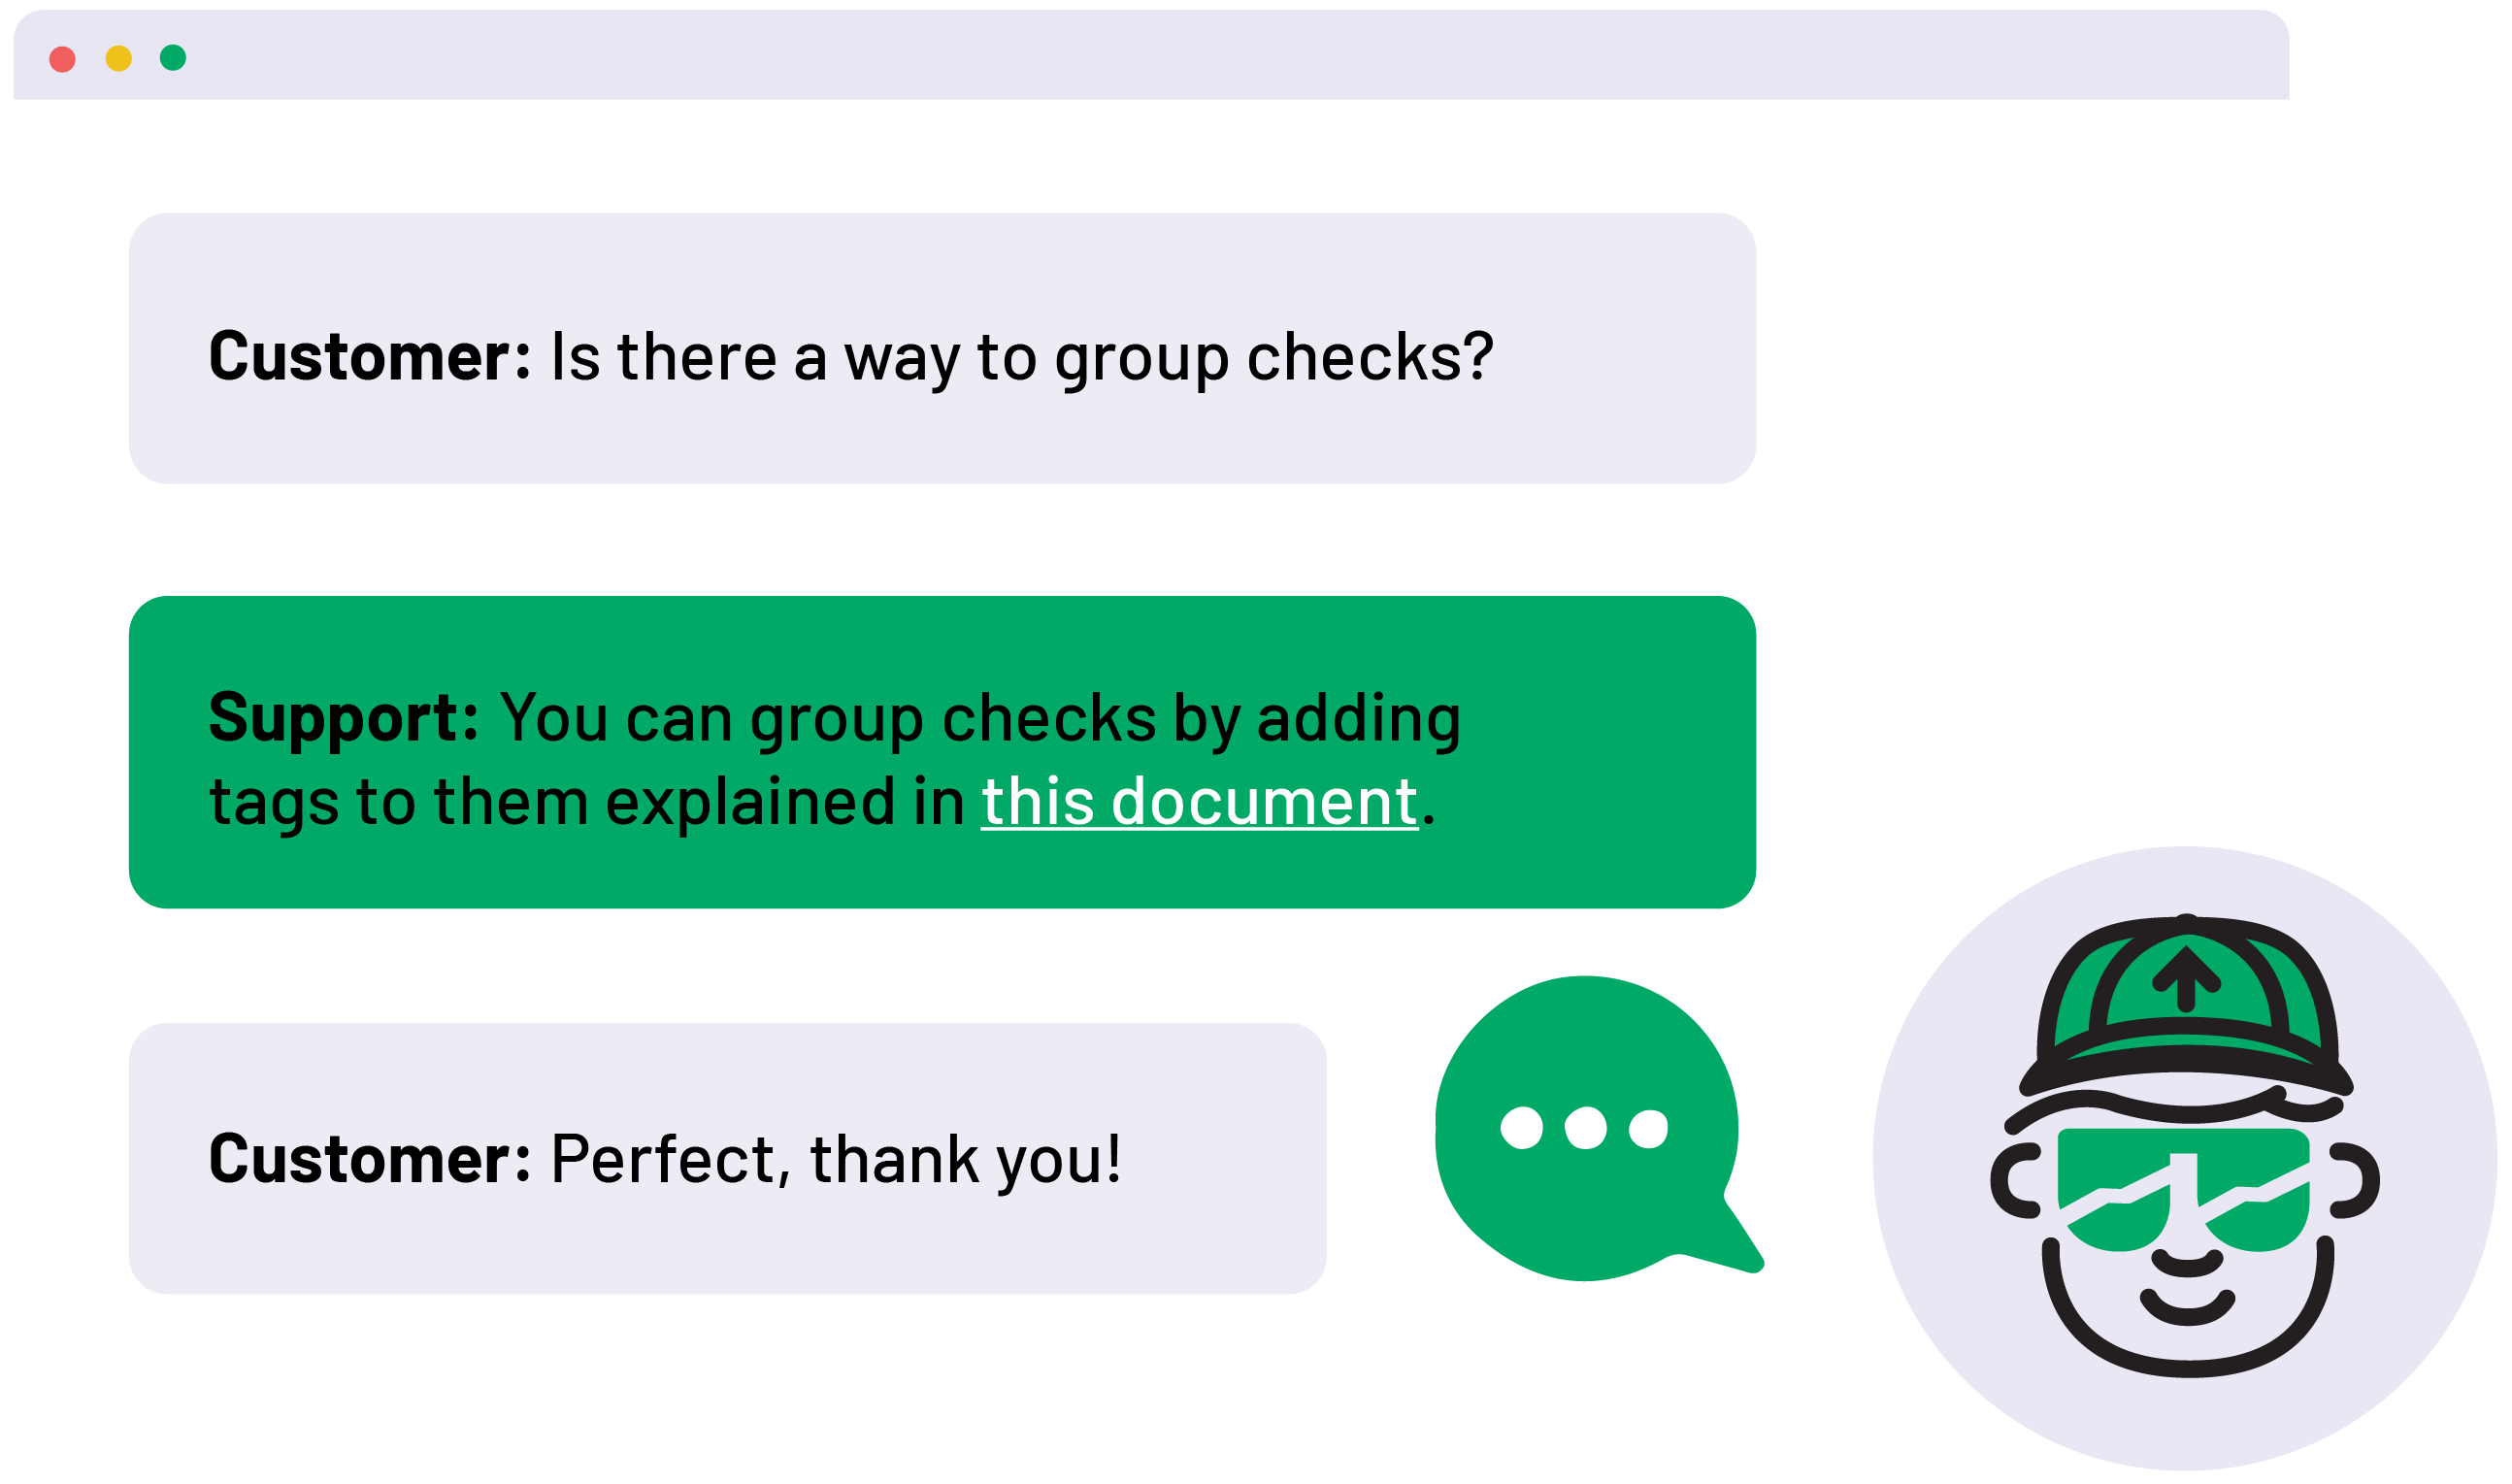 Customer: Is there a way to group checks?
Support: You can group checks by adding
tags to them explained in this document.
Customer: Perfect, thank you!